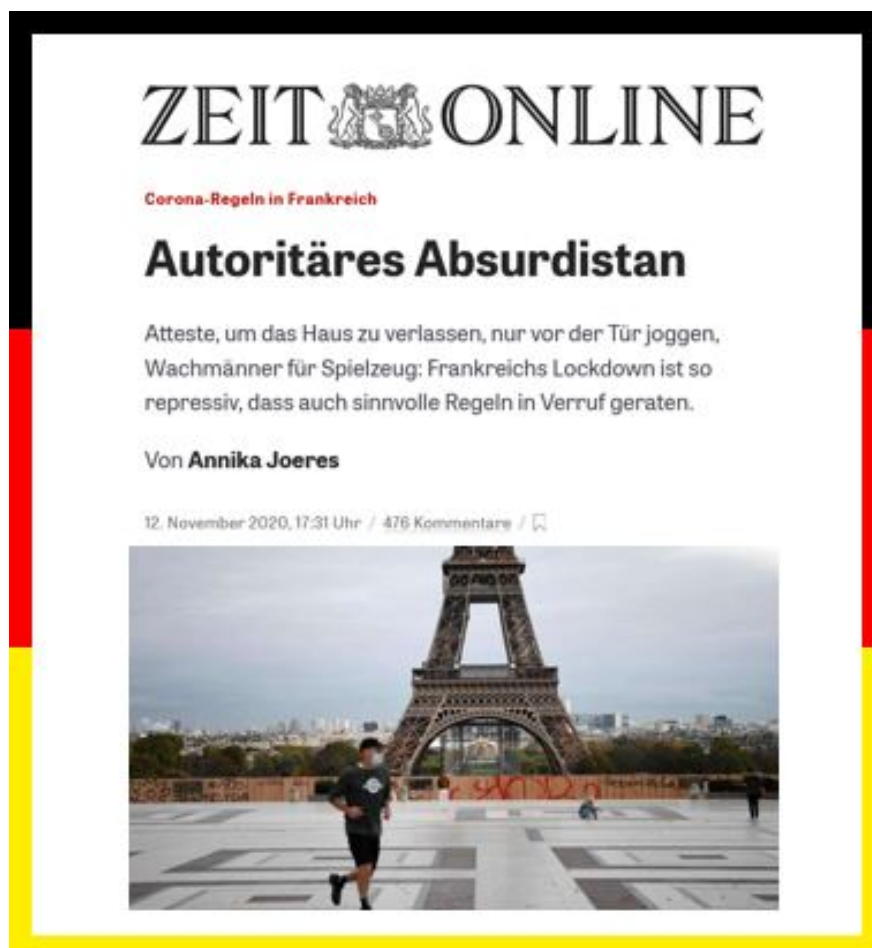 ZEIT ONLINE
Corona-Regeln in Frankreich
Autoritäres Absurdistan
Atteste, um das Haus zu verlassen, nur vor der Tür joggen,
Wachmänner für Spielzeug: Frankreichs Lockdown ist so
repressiv, dass auch sinnvolle Regeln in Verruf geraten.
Von Annika Joeres
12. November 2020, 17:31 Uhr / 476 Kommentare /